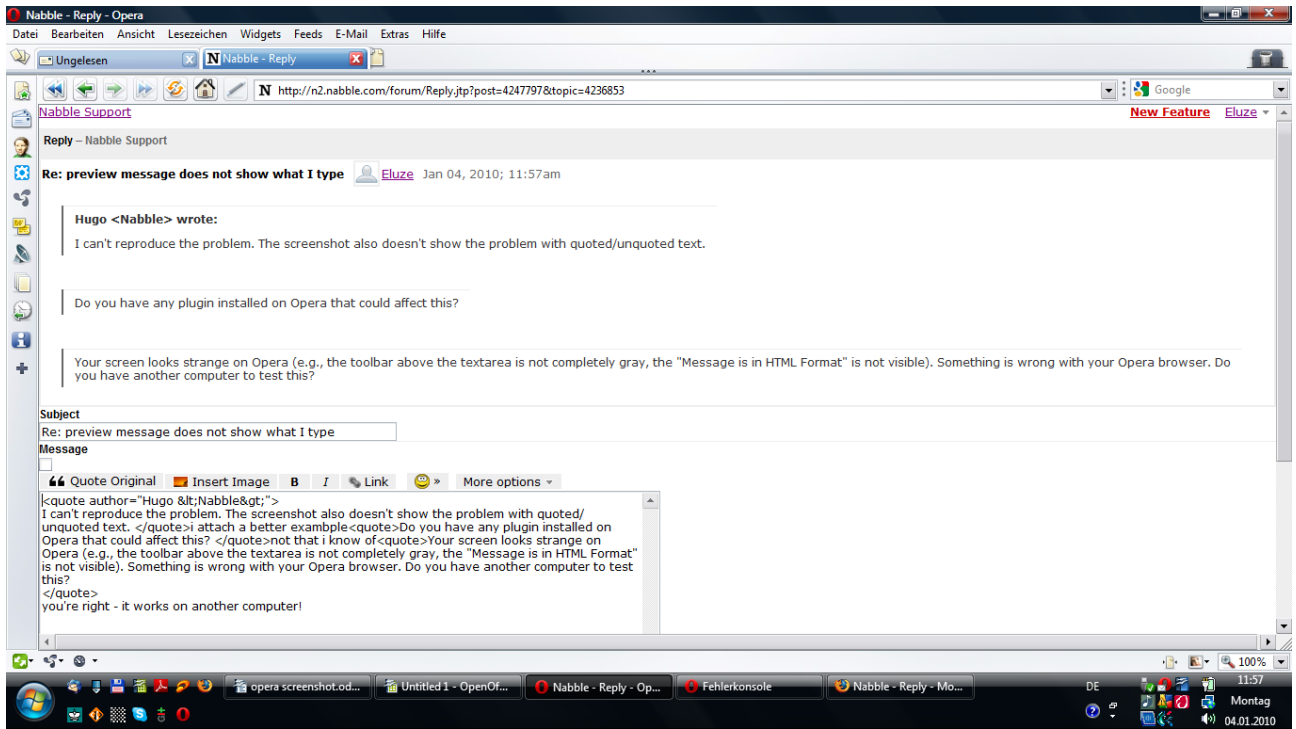 Nabble - Reply - Opera
Datei Bearbeiten Ansicht Lesezeichen Widgets Feeds E-Mail Extras Hilfe
Ungelesen
N Nabble - Reply
N http://n2.nabble.com/forum/Reply.jtp?post=4247797&topic=4236853
Google
Nabble Support
New Feature Eluze
Reply – Nabble Support
Re: preview message does not show what I type Eluze Jan 04, 2010; 11:57am
Hugo <Nabble> wrote:
I can't reproduce the problem. The screenshot also doesn't show the problem with quoted/unquoted text.
Do you have any plugin installed on Opera that could affect this?
Your screen looks strange on Opera (e.g., the toolbar above the textarea is not completely gray, the "Message is in HTML Format" is not visible). Something is wrong with your Opera browser. Do
you have another computer to test this?
Subject
Re: preview message does not show what I type
Message
Quote Original Insert Image B I Link » More options
<quote author="Hugo &lt;Nabble&gt;">
I can't reproduce the problem. The screenshot also doesn't show the problem with quoted/
unquoted text. </quote>i attach a better exambple<quote>Do you have any plugin installed on
Opera that could affect this? </quote>not that i know of<quote>Your screen looks strange on
Opera (e.g., the toolbar above the textarea is not completely gray, the "Message is in HTML Format"
is not visible). Something is wrong with your Opera browser. Do you have another computer to test
this?
</quote>
you're right - it works on another computer!
100%
opera screenshot.od...
Untitled 1 - OpenOf...
Nabble - Reply - Op...
Fehlerkonsole
Nabble - Reply - Mo...
DE
11:57
Montag
04.01.2010